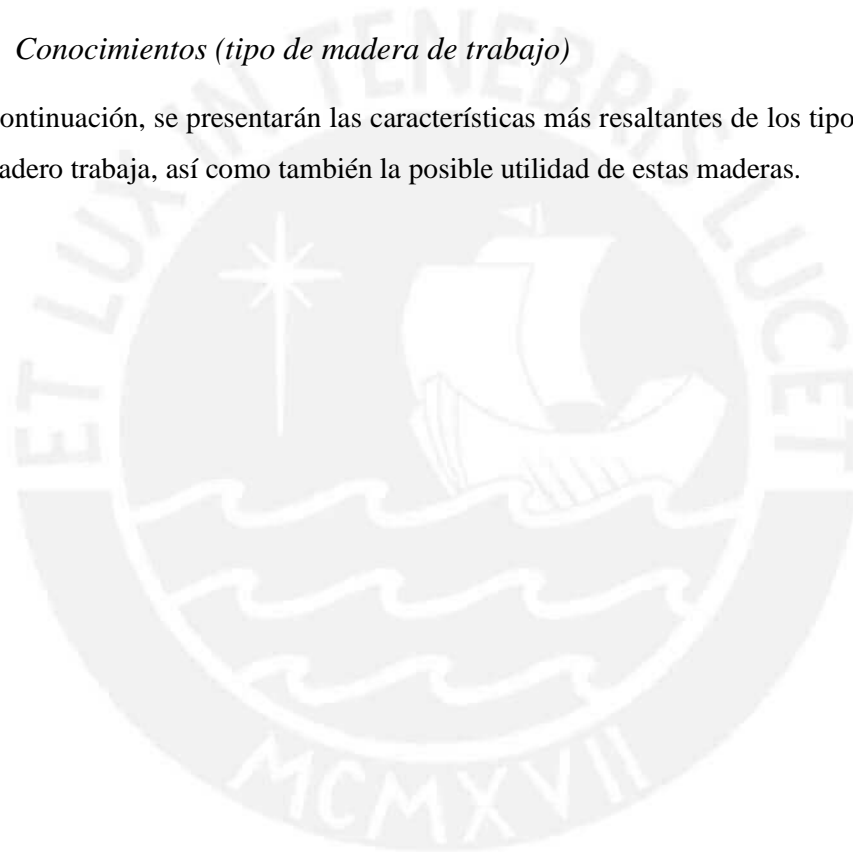 Conocimientos (tipo de madera de trabajo)
ontinuación, se presentarán las características más resaltantes de los tipo
adero trabaja, así como también la posible utilidad de estas maderas.
ET LUX IN TENEBRIS LUCET
MCMXVII